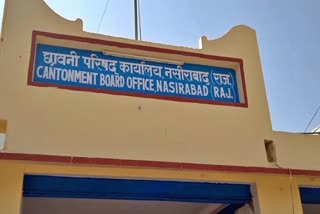 छावनी परिषद कार्यालय, नसीराबाद (राज.)
CANTONMENT BOARD OFFICE, NASIRABAD (RAJ.)